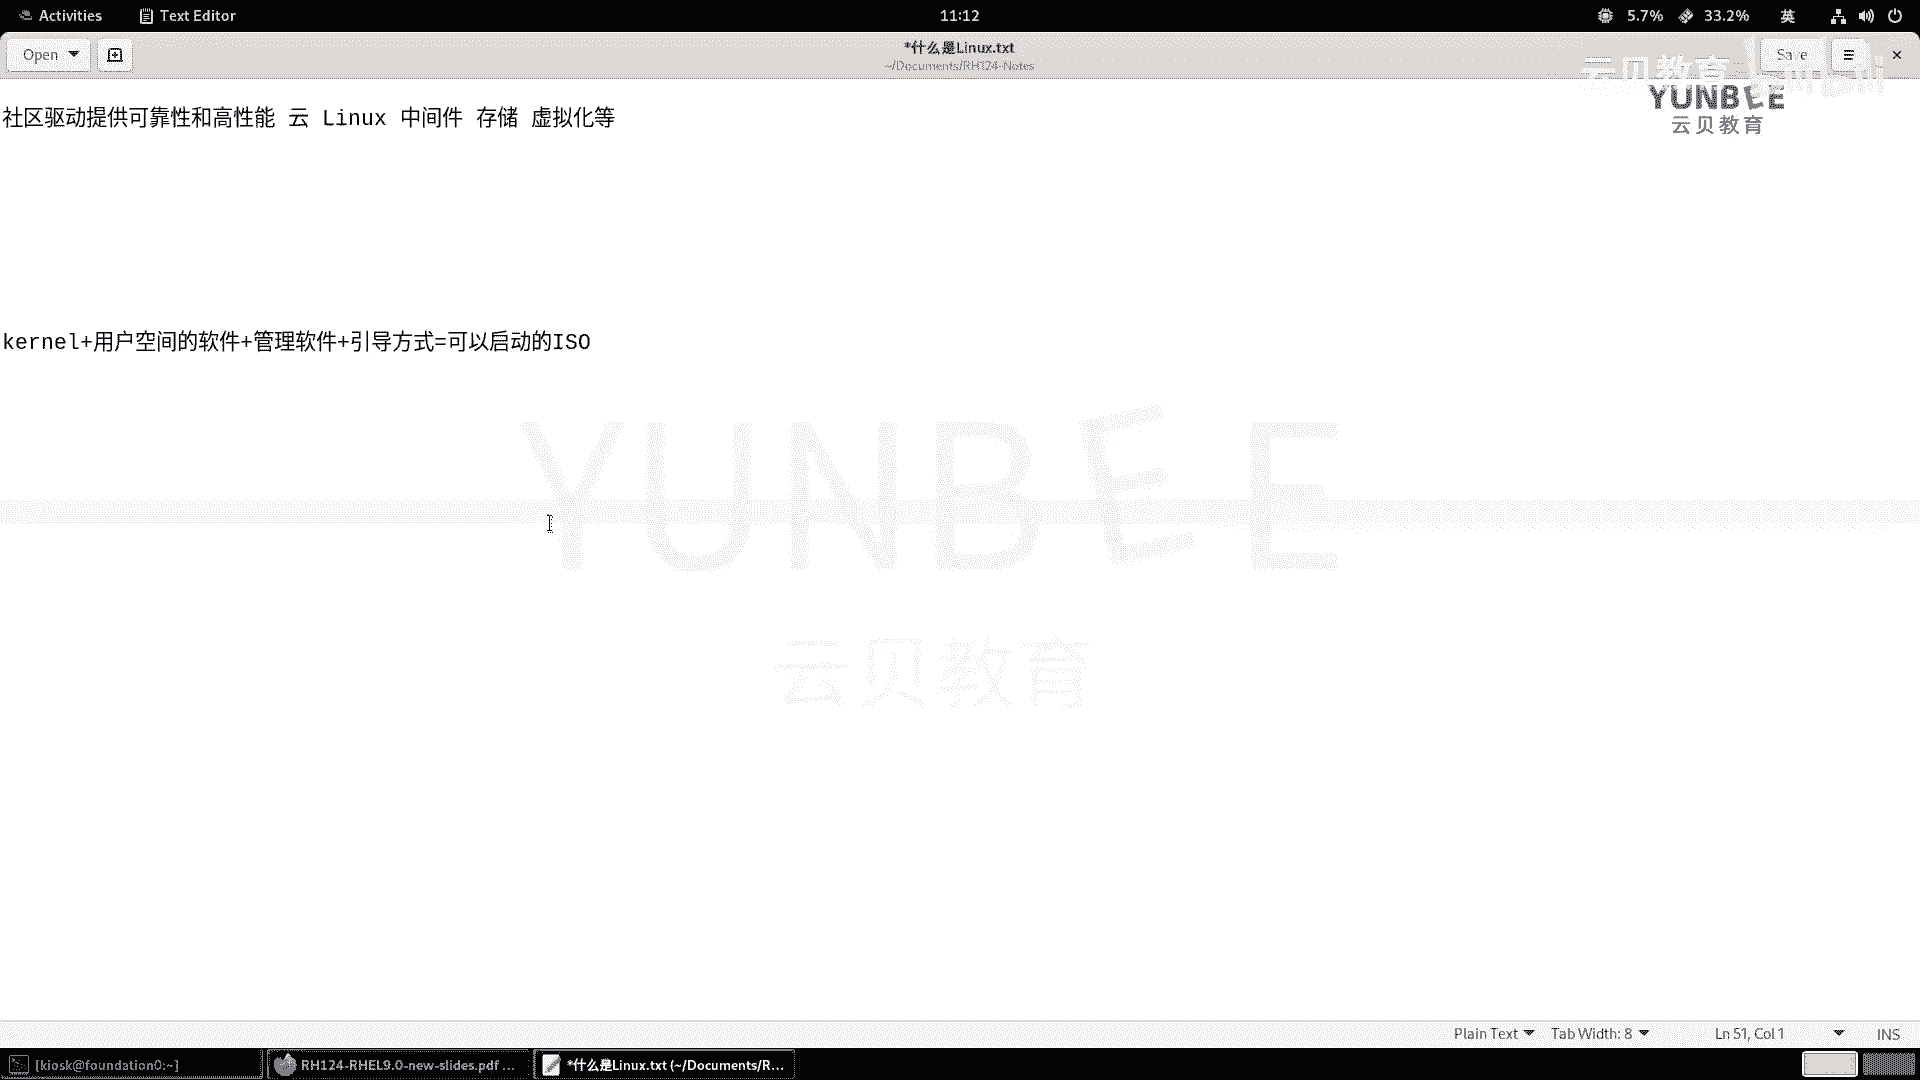 Activities Text Editor 11:12 5.7% 33.2% 英
Open *什么是Linux.txt Save
~/Documents/RH124-Notes
云贝教育 bilibili
YUNBEE
云贝教育
社区驱动提供可靠性和高性能 云 Linux 中间件 存储 虚拟化等
kernel+用户空间的软件+管理软件+引导方式=可以启动的ISO
YUNBEE
云贝教育
Plain Text Tab Width: 8 Ln 51, Col 1 INS
[kiosk@foundation0:~] RH124-RHEL9.0-new-slides.pdf ... *什么是Linux.txt (~/Documents/R...